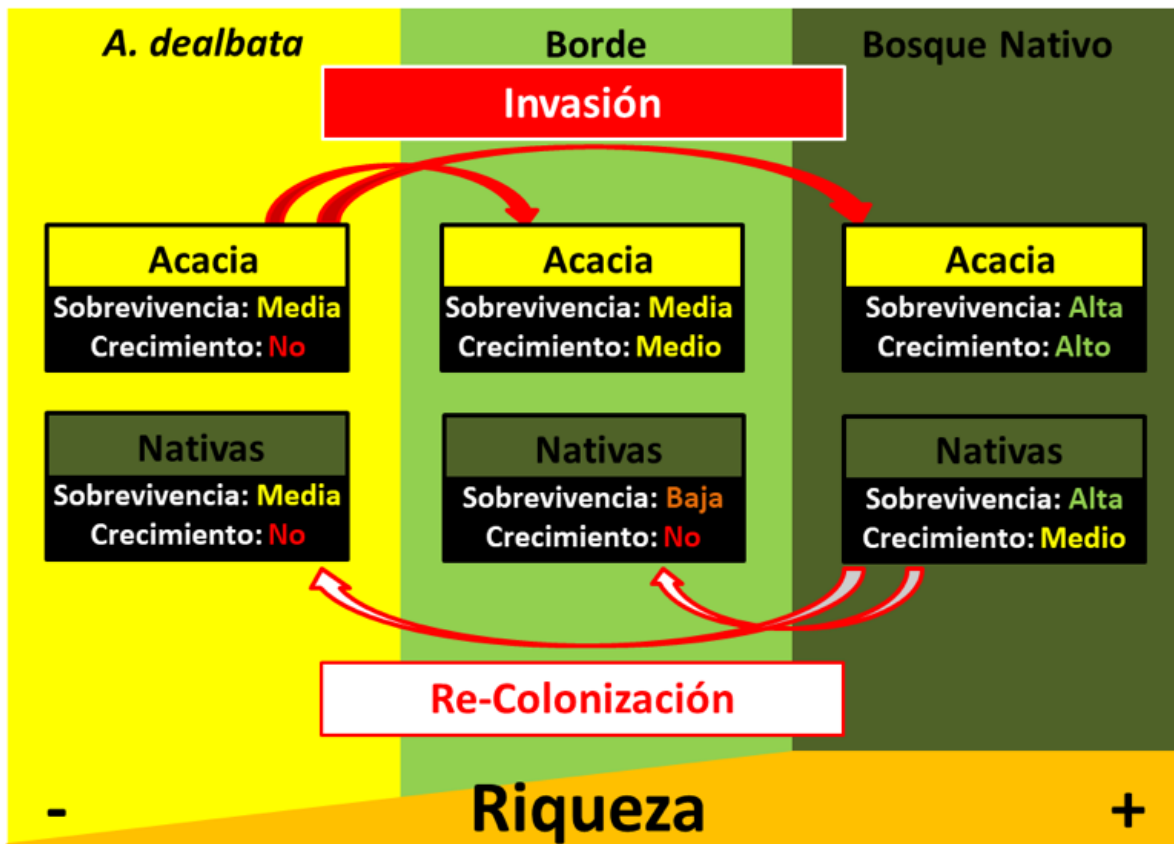 A. dealbata
Borde
Bosque Nativo
Invasión
Acacia
Sobrevivencia: Media
Crecimiento: No
Acacia
Sobrevivencia: Media
Crecimiento: Medio
Acacia
Sobrevivencia: Alta
Crecimiento: Alto
Nativas
Sobrevivencia: Media
Crecimiento: No
Nativas
Sobrevivencia: Baja
Crecimiento: No
Nativas
Sobrevivencia: Alta
Crecimiento: Medio
Re-Colonización
- Riqueza +